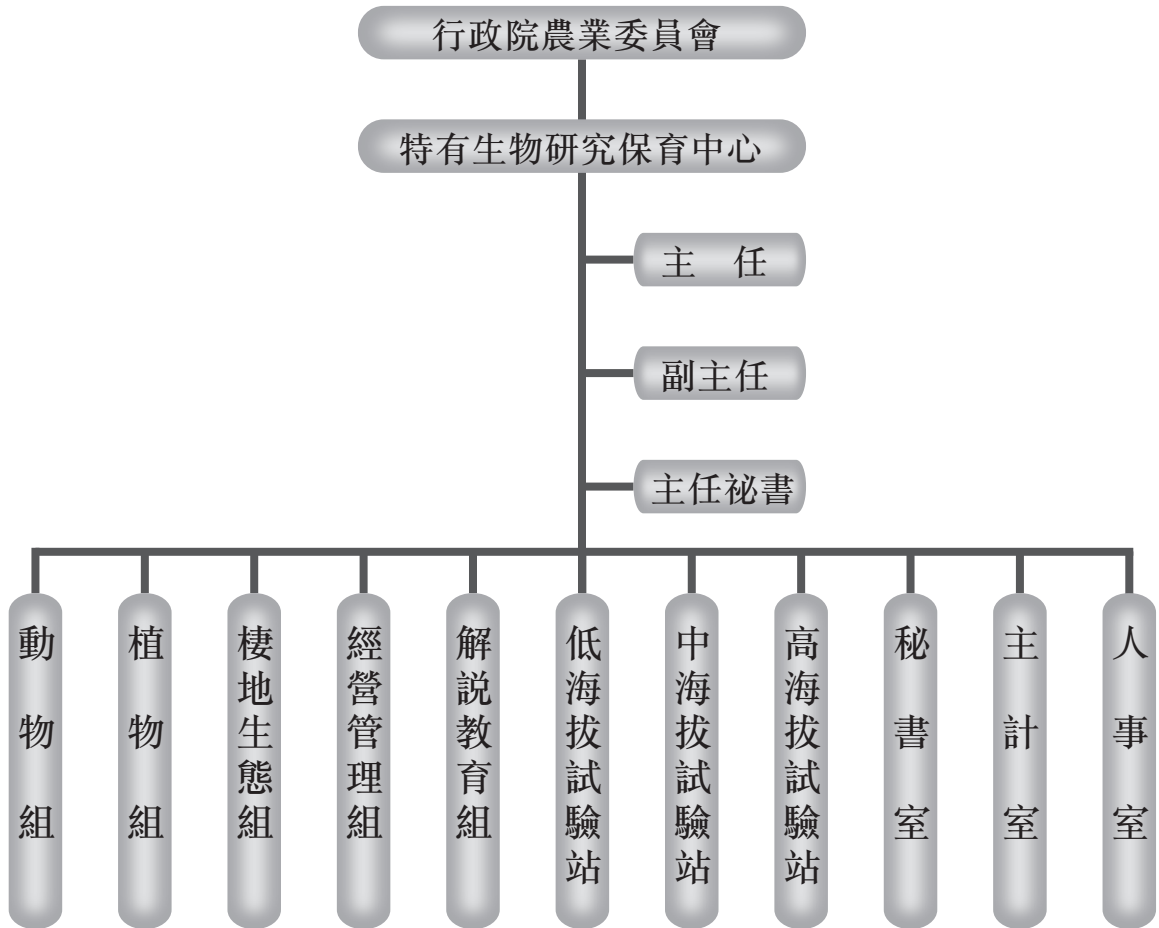 行政院農業委員會
特有生物研究保育中心
主　任
副主任
主任祕書
動物組
植物組
棲地生態組
經營管理組
解說教育組
低海拔試驗站
中海拔試驗站
高海拔試驗站
秘書室
主計室
人事室